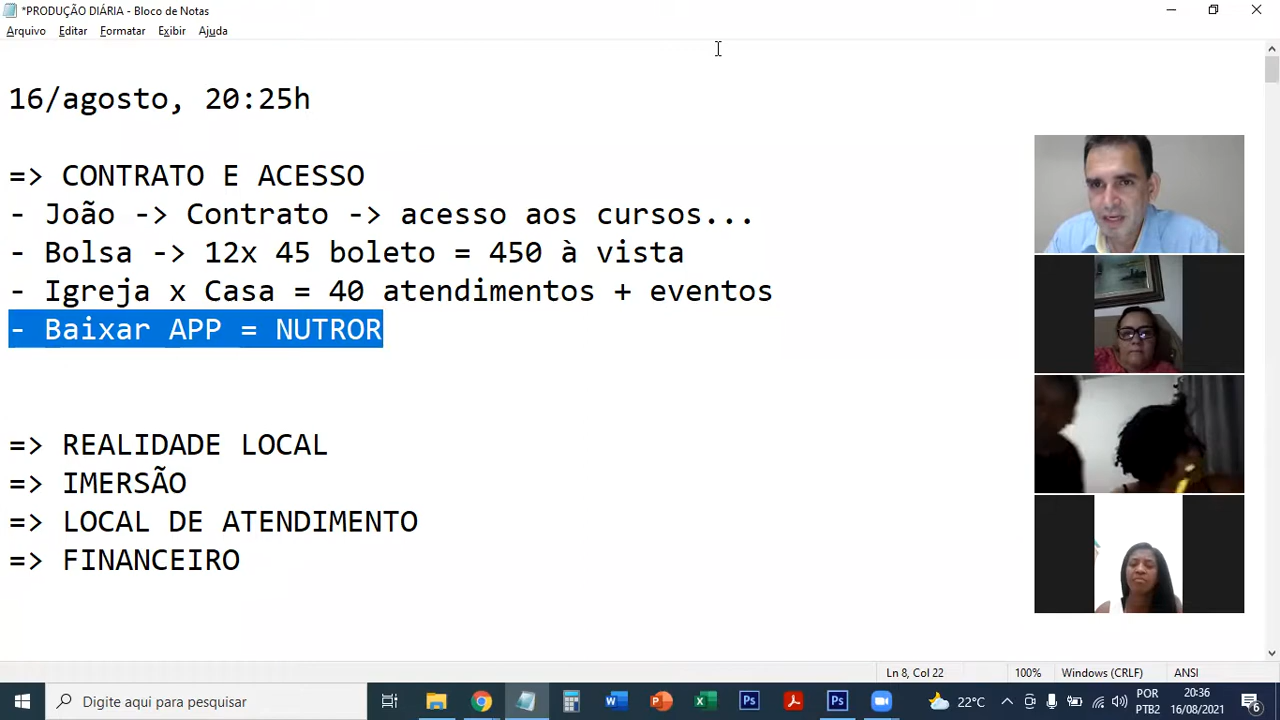 *PRODUÇÃO DIÁRIA - Bloco de Notas
Arquivo Editar Formatar Exibir Ajuda
16/agosto, 20:25h
=> CONTRATO E ACESSO
- João -> Contrato -> acesso aos cursos...
- Bolsa -> 12x 45 boleto = 450 à vista
- Igreja x Casa = 40 atendimentos + eventos
- Baixar APP = NUTROR
=> REALIDADE LOCAL
=> IMERSÃO
=> LOCAL DE ATENDIMENTO
=> FINANCEIRO
Ln 8, Col 22 100% Windows (CRLF) ANSI
Digite aqui para pesquisar
22°C
POR
PTB2
20:36
16/08/2021
6